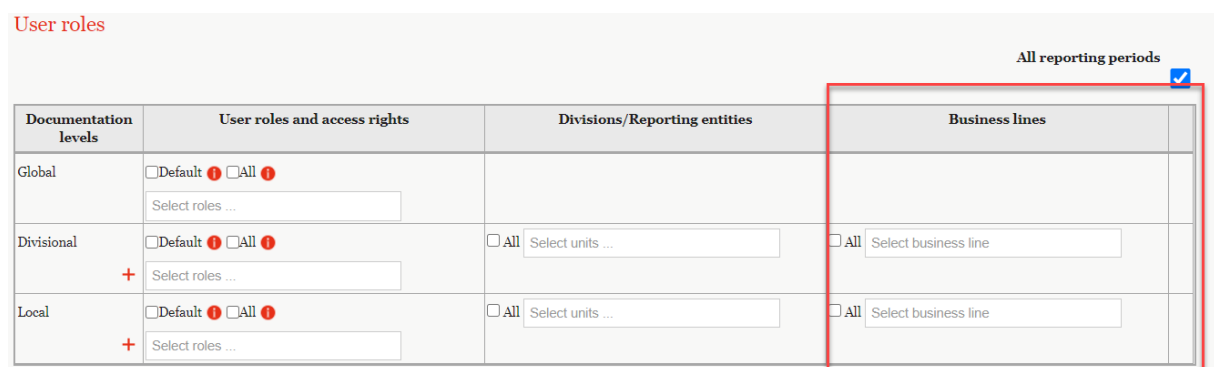 User roles
All reporting periods
Documentation levels User roles and access rights Divisions/Reporting entities Business lines
Global Default i All i
Select roles ...
Divisional Default i All i All Select units ... All Select business line
+ Select roles ...
Local Default i All i All Select units ... All Select business line
+ Select roles ...